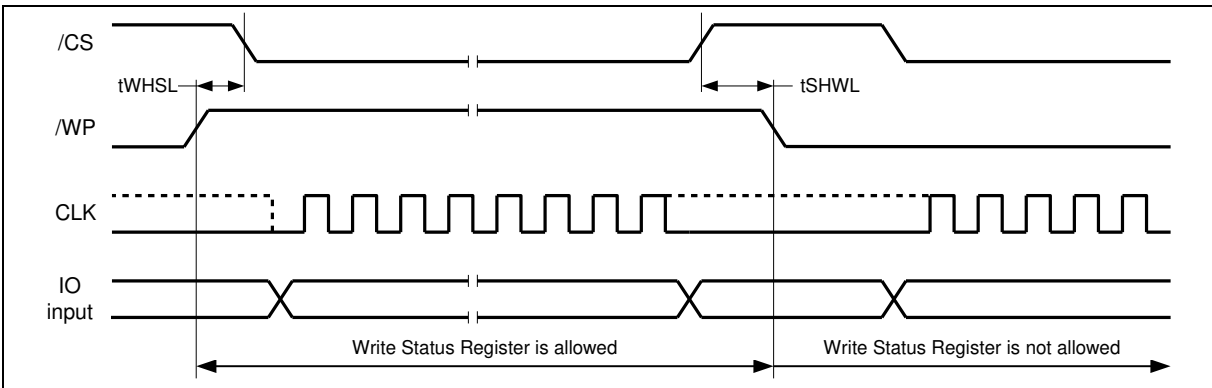 /CS
tWHSL
tSHWL
/WP
CLK
IO
input
Write Status Register is allowed
Write Status Register is not allowed